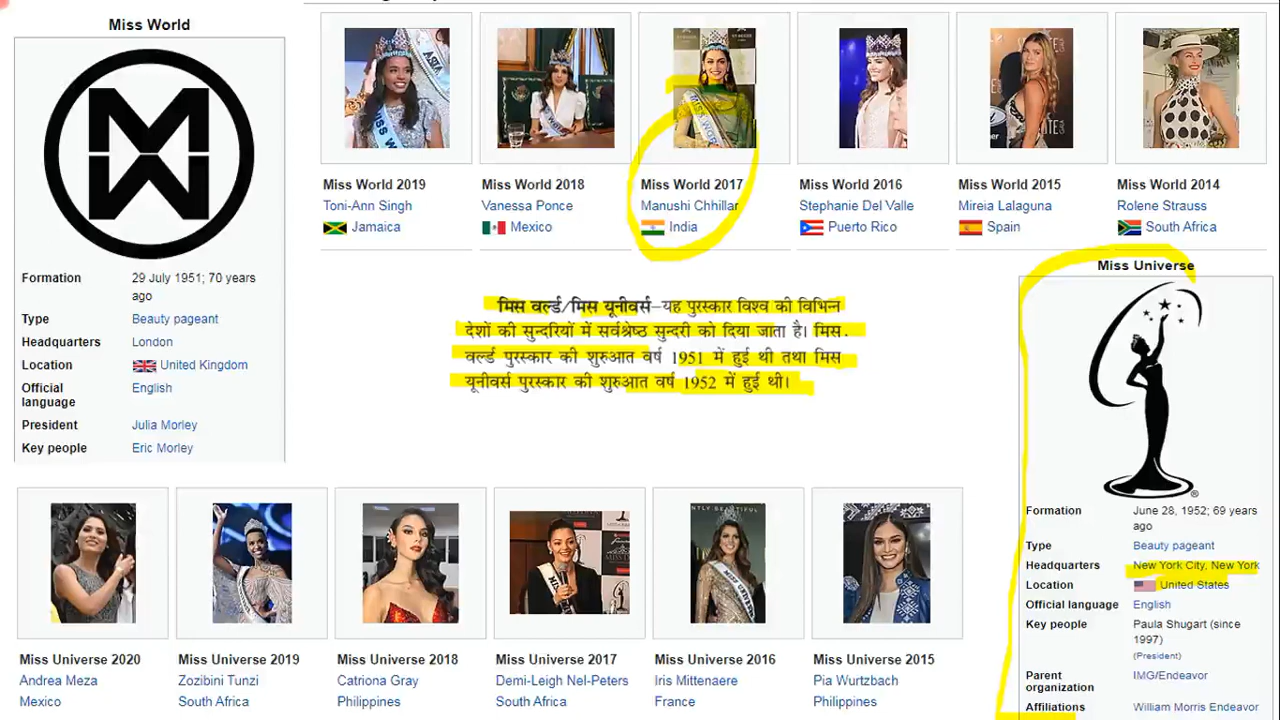 Miss World
Formation 29 July 1951; 70 years
ago
Type Beauty pageant
Headquarters London
Location United Kingdom
Official English
language
President Julia Morley
Key people Eric Morley
Miss World 2019
Toni-Ann Singh
Jamaica
Miss World 2018
Vanessa Ponce
Mexico
Miss World 2017
Manushi Chhillar
India
Miss World 2016
Stephanie Del Valle
Puerto Rico
Miss World 2015
Mireia Lalaguna
Spain
Miss World 2014
Rolene Strauss
South Africa
मिस वर्ल्ड/मिस यूनीवर्स–यह पुरस्कार विश्व की विभिन्न
देशों की सुन्दरियों में सर्वश्रेष्ठ सुन्दरी को दिया जाता है। मिस
वर्ल्ड पुरस्कार की शुरुआत वर्ष 1951 में हुई थी तथा मिस
यूनीवर्स पुरस्कार की शुरुआत वर्ष 1952 में हुई थी।
Miss Universe
®
Formation June 28, 1952; 69 years
ago
Type Beauty pageant
Headquarters New York City, New York
Location United States
Official language English
Key people Paula Shugart (since
1997)
(President)
Parent IMG/Endeavor
organization
Affiliations William Morris Endeavor
Miss Universe 2020
Andrea Meza
Mexico
Miss Universe 2019
Zozibini Tunzi
South Africa
Miss Universe 2018
Catriona Gray
Philippines
Miss Universe 2017
Demi-Leigh Nel-Peters
South Africa
Miss Universe 2016
Iris Mittenaere
France
Miss Universe 2015
Pia Wurtzbach
Philippines